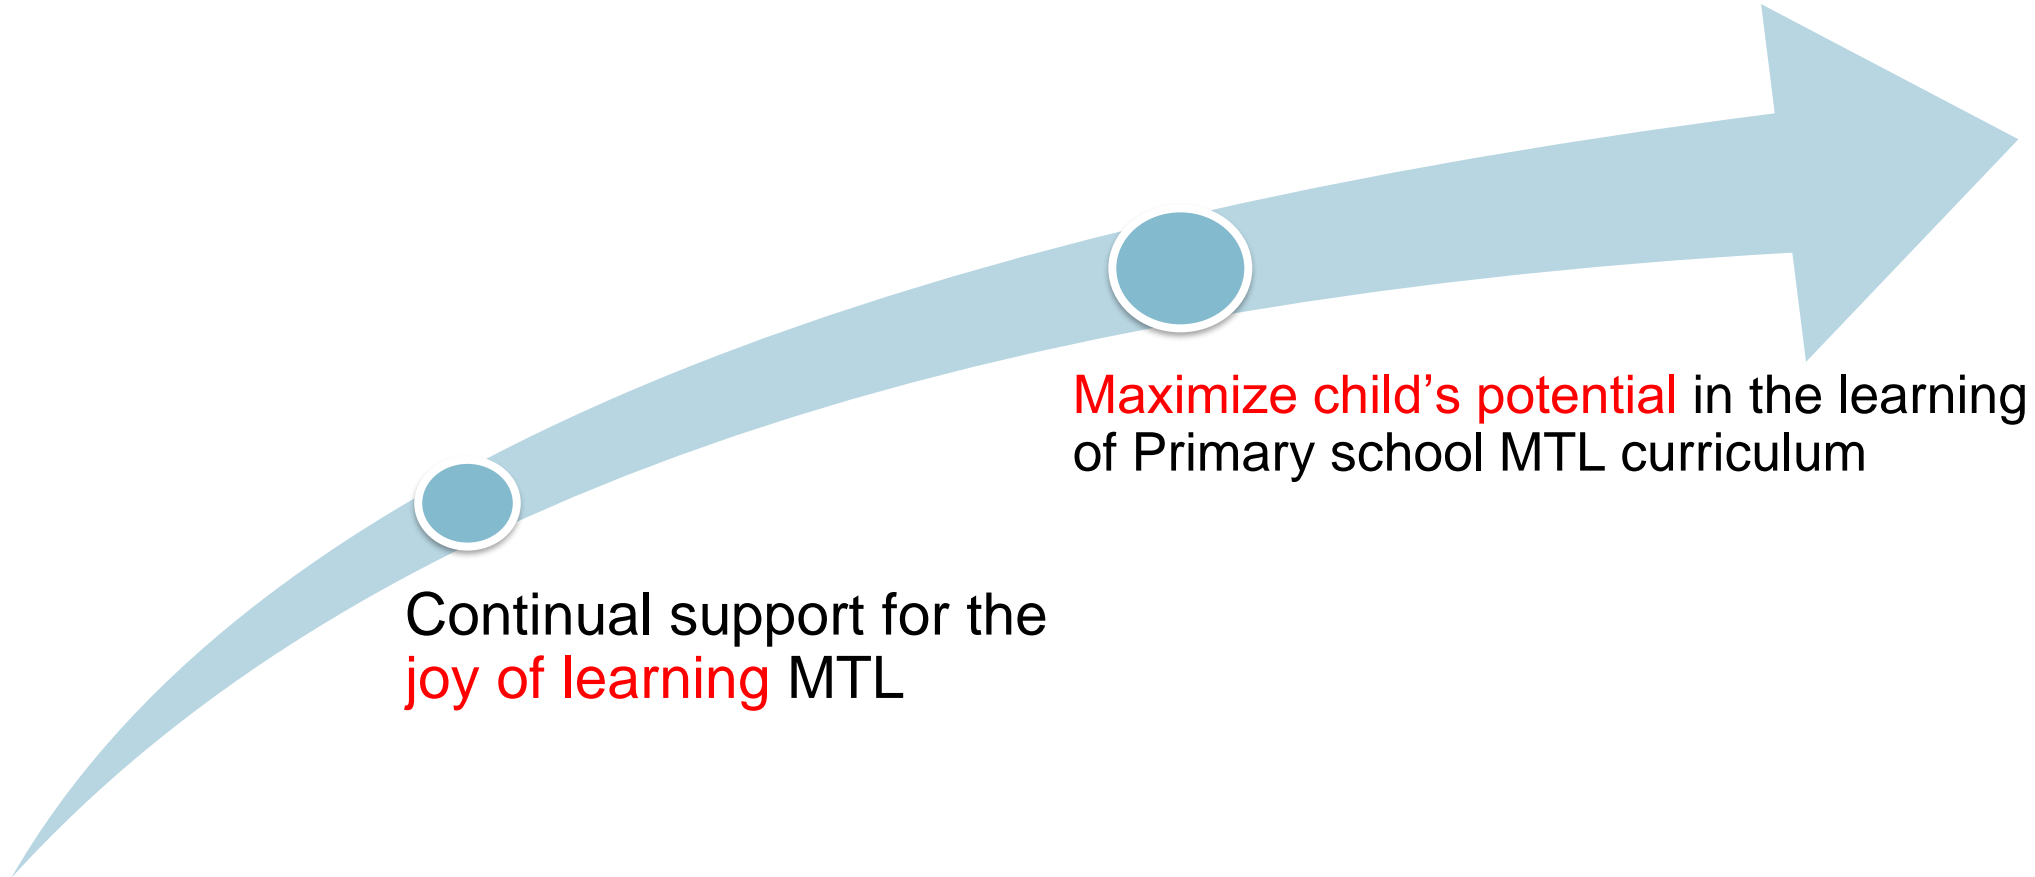 Maximize child’s potential in the learning
of Primary school MTL curriculum
Continual support for the
joy of learning MTL